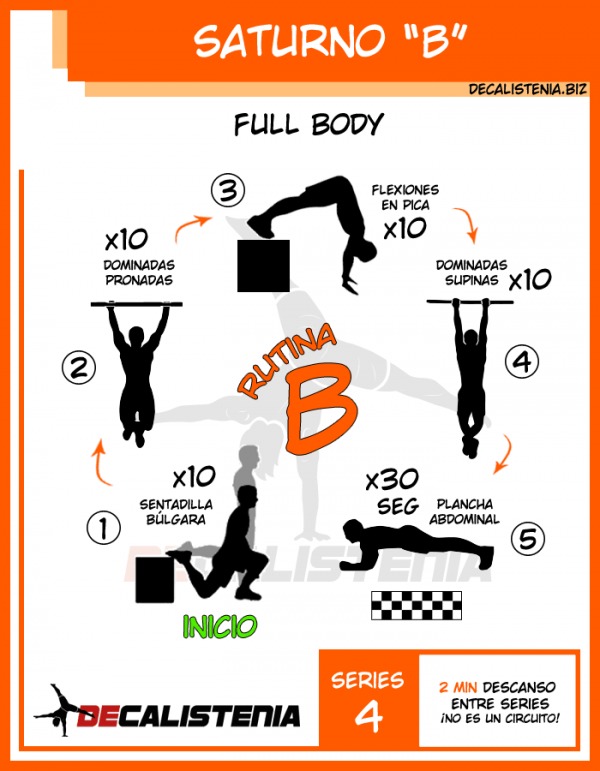 SATURNO "B"
DECALISTENIA.BIZ
FULL BODY
3
FLEXIONES
EN PICA
x10
x10
DOMINADAS
PRONADAS
DOMINADAS
SUPINAS
x10
2
RUTINA
B
4
x10
SENTADILLA
BÚLGARA
1
x30
SEG
PLANCHA
ABDOMINAL
5
DECALISTENIA
INICIO
DECALISTENIA
SERIES
4
2 MIN DESCANSO
ENTRE SERIES
¡NO ES UN CIRCUITO!